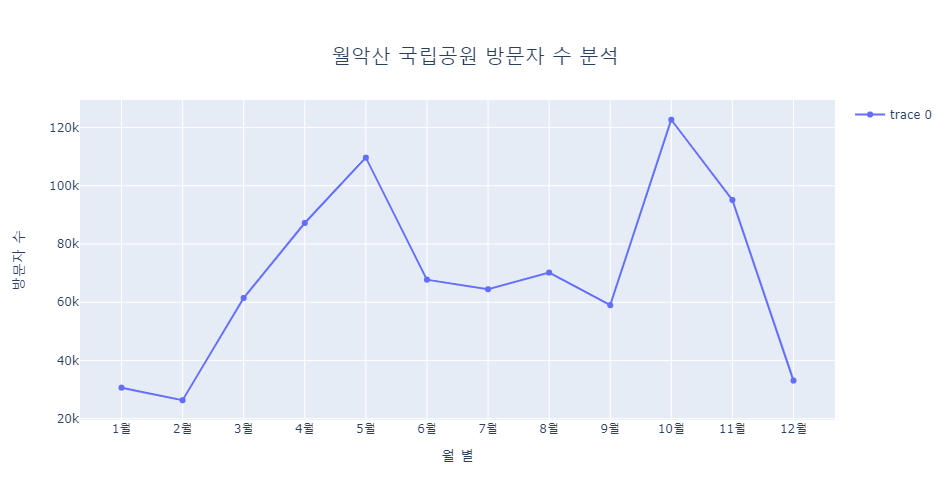 월악산 국립공원 방문자 수 분석
trace 0
방문자 수
120k
100k
80k
60k
40k
20k
1월 2월 3월 4월 5월 6월 7월 8월 9월 10월 11월 12월
월 별